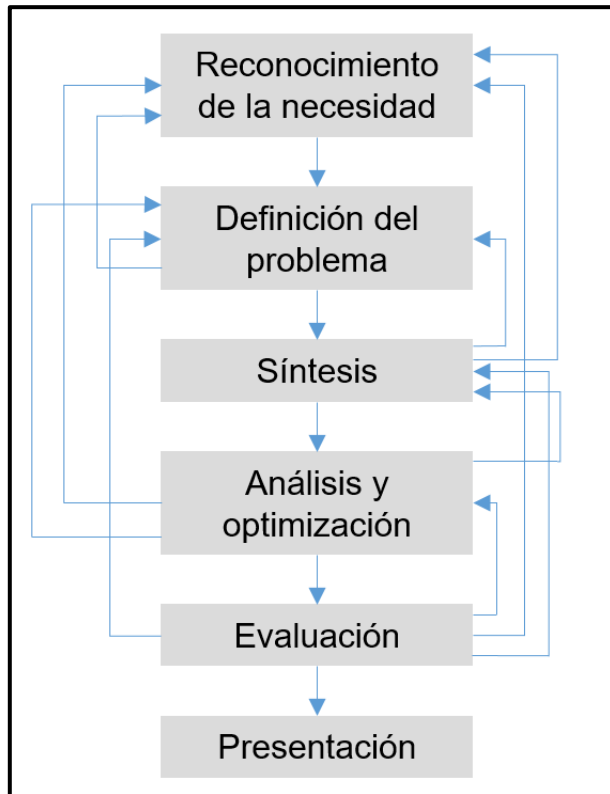 Reconocimiento
de la necesidad
Definición del
problema
Síntesis
Análisis y
optimización
Evaluación
Presentación